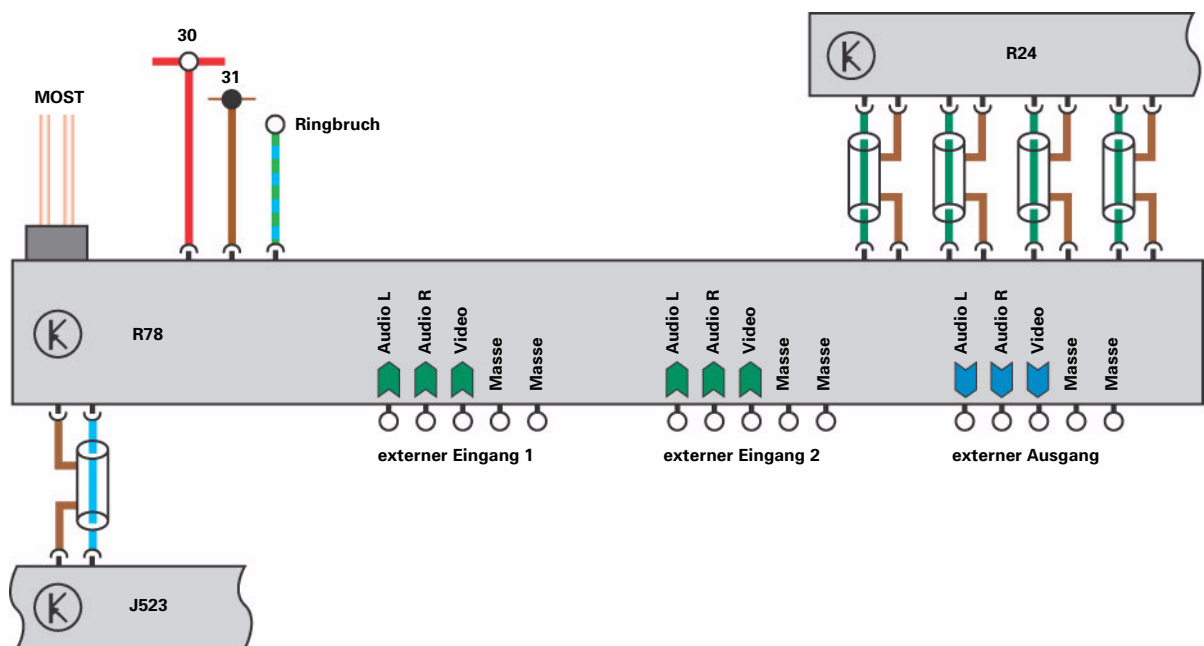 30
R24
31
MOST
Ringbruch
R78
Audio L
Audio R
Video
Masse
Masse
Audio L
Audio R
Video
Masse
Masse
Audio L
Audio R
Video
Masse
Masse
externer Eingang 1
externer Eingang 2
externer Ausgang
J523